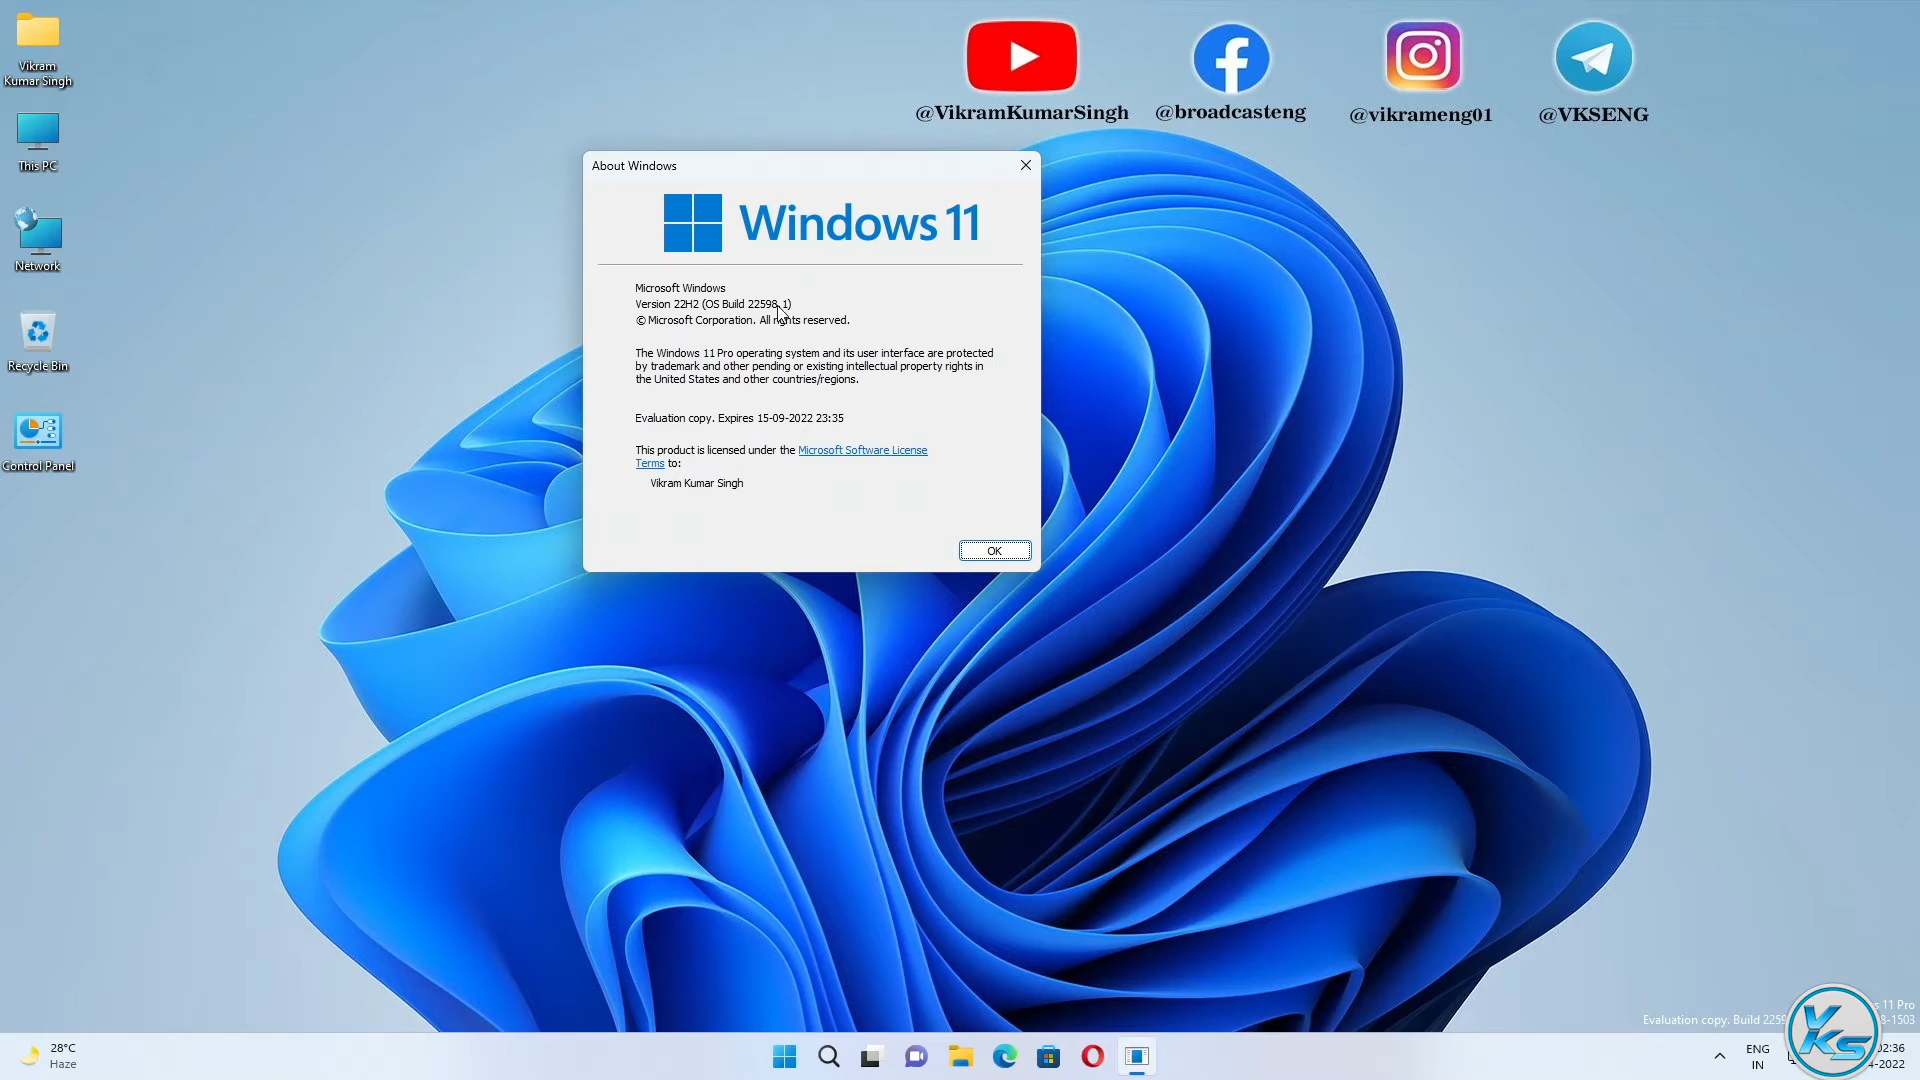 Vikram
Kumar Singh
This PC
Network
Recycle Bin
Control Panel
@VikramKumarSingh
@broadcasteng
@vikrameng01
@VKSENG
About Windows
Windows 11
Microsoft Windows
Version 22H2 (OS Build 22598.1)
© Microsoft Corporation. All rights reserved.
The Windows 11 Pro operating system and its user interface are protected
by trademark and other pending or existing intellectual property rights in
the United States and other countries/regions.
Evaluation copy. Expires 15-09-2022 23:35
This product is licensed under the Microsoft Software License
Terms to:
Vikram Kumar Singh
OK
11 Pro
Evaluation copy. Build 2259
-1503
28°C
Haze
ENG
IN
02:36
-2022
VKS